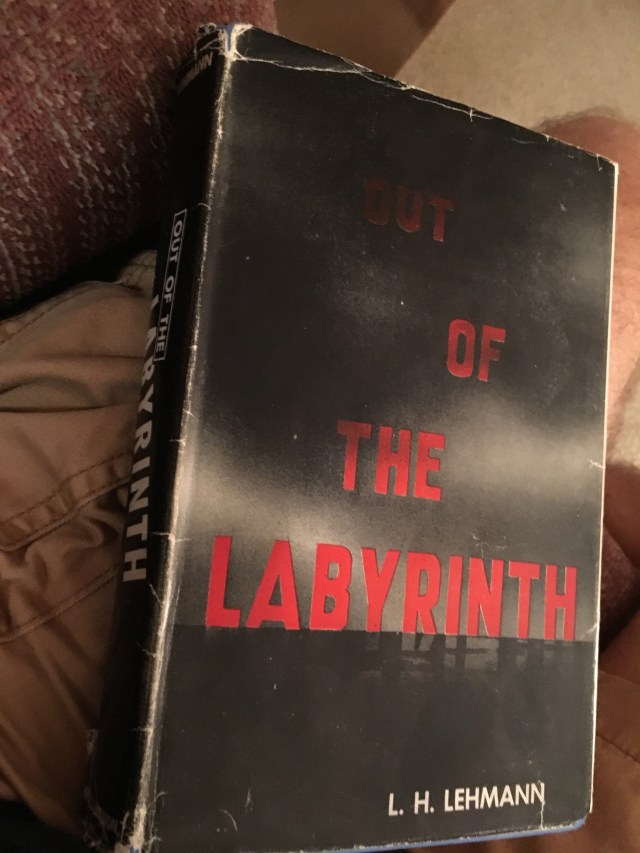 OUT
OF
THE
LABYRINTH
L. H. LEHMANN
OUT OF THE
LABYRINTH